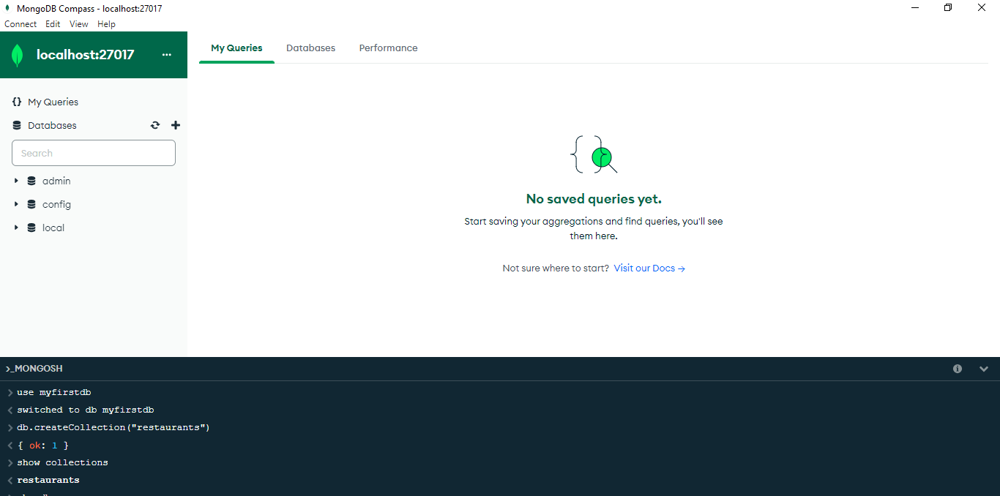 MongoDB Compass - localhost:27017
Connect Edit View Help
localhost:27017 ...
My Queries Databases Performance
{} My Queries
Databases
Search
admin
config
local
No saved queries yet.
Start saving your aggregations and find queries, you'll see
them here.
Not sure where to start? Visit our Docs →
>_MONGOSH
> use myfirstdb
< switched to db myfirstdb
> db.createCollection("restaurants")
< { ok: 1 }
> show collections
< restaurants